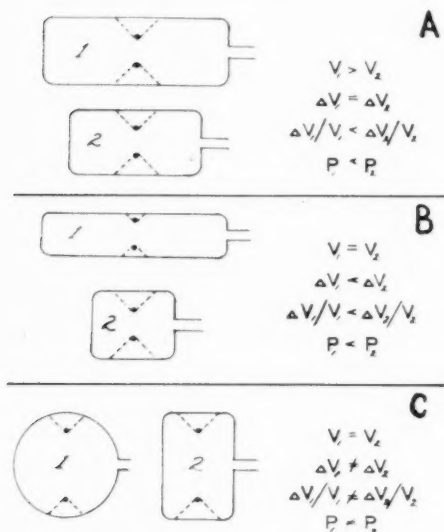 A
1
V₁ > V₂
ΔV₁ = ΔV₂
2
ΔV₁/V₁ < ΔV₂/V₂
P₁ < P₂
B
1
V₁ = V₂
ΔV₁ < ΔV₂
2
ΔV₁/V₁ < ΔV₂/V₂
P₁ < P₂
C
V₁ = V₂
1 2
ΔV₁ ≠ ΔV₂
ΔV₁/V₁ ≠ ΔV₂/V₂
P₁ ≠ P₂